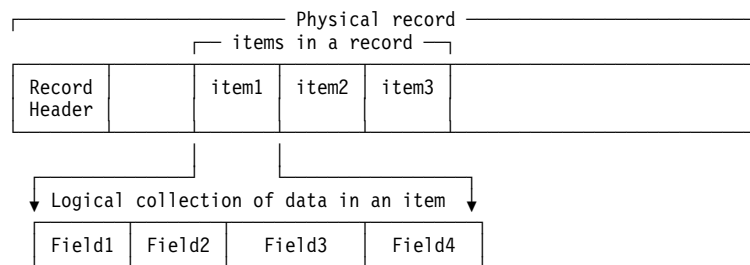 Physical record
items in a record
Record Header item1 item2 item3
Logical collection of data in an item
Field1 Field2 Field3 Field4